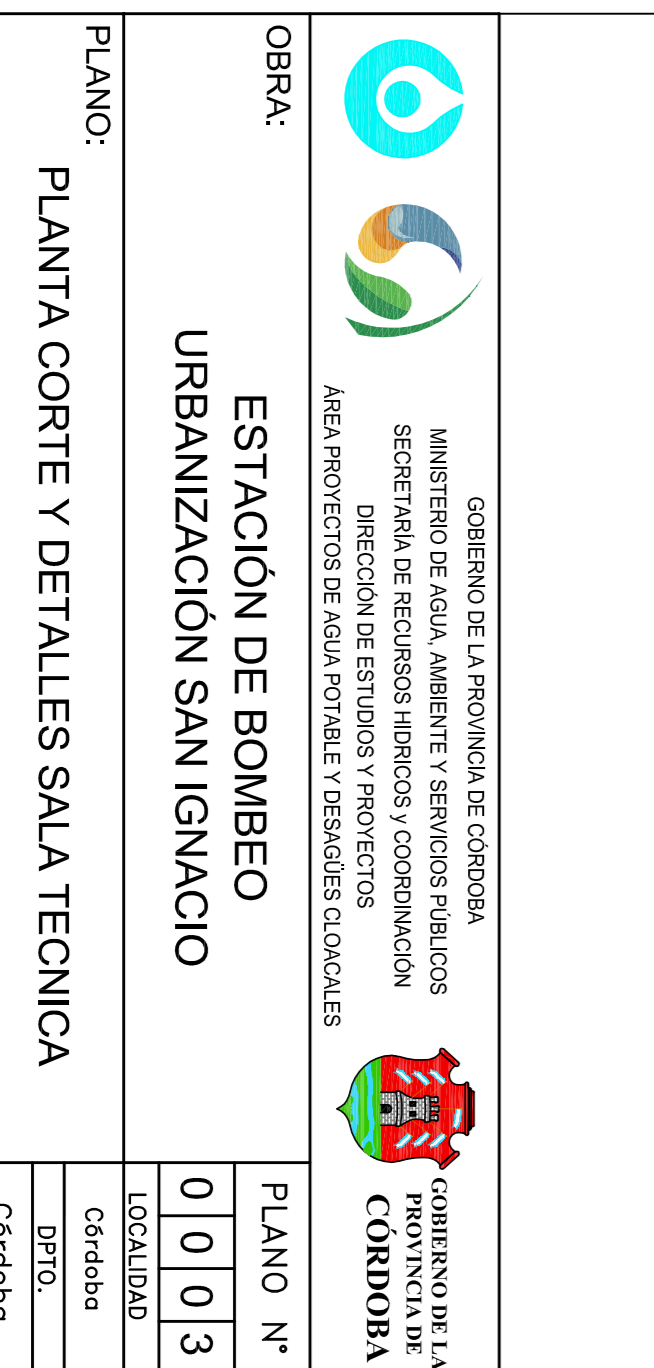 GOBIERNO DE LA PROVINCIA DE CÓRDOBA
MINISTERIO DE AGUA, AMBIENTE Y SERVICIOS PÚBLICOS
SECRETARÍA DE RECURSOS HIDRICOS y COORDINACIÓN
DIRECCIÓN DE ESTUDIOS Y PROYECTOS
ÁREA PROYECTOS DE AGUA POTABLE Y DESAGÜES CLOACALES
GOBIERNO DE LA
PROVINCIA DE
CÓRDOBA
OBRA:
ESTACIÓN DE BOMBEO
URBANIZACIÓN SAN IGNACIO
PLANO N°
0 0 0 3
LOCALIDAD
Córdoba
DPTO.
Córdoba
PLANO:
PLANTA CORTE Y DETALLES SALA TECNICA